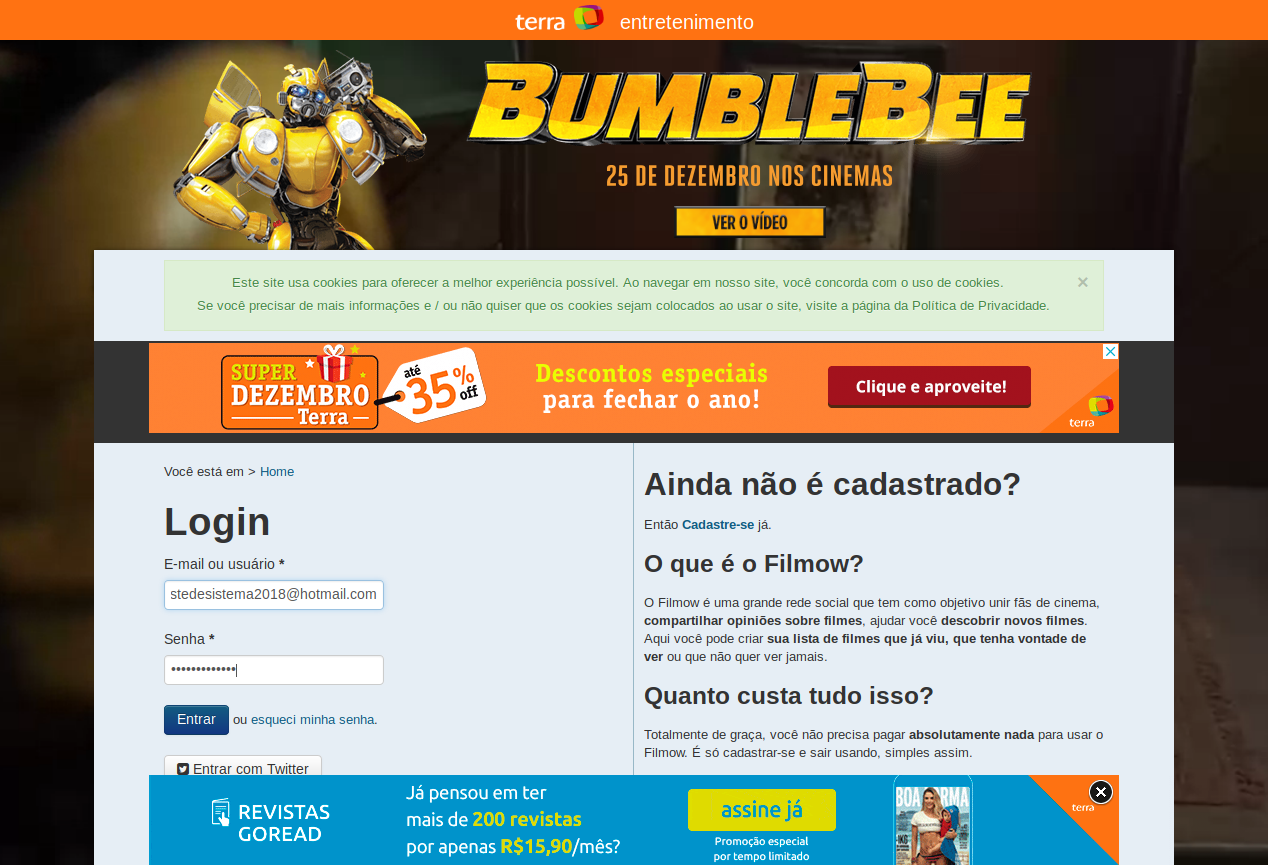 terra entretenimento
BUMBLEBEE
25 DE DEZEMBRO NOS CINEMAS
VER O VÍDEO
Este site usa cookies para oferecer a melhor experiência possível. Ao navegar em nosso site, você concorda com o uso de cookies.
×
Se você precisar de mais informações e / ou não quiser que os cookies sejam colocados ao usar o site, visite a página da Política de Privacidade.
SUPER
DEZEMBRO
Terra
até
35%
off
Descontos especiais
para fechar o ano!
Clique e aproveite!
terra
Você está em > Home
Login
E-mail ou usuário *
stedesistema2018@hotmail.com
Senha *
•••••••••••••
Entrar ou esqueci minha senha.
Entrar com Twitter
Ainda não é cadastrado?
Então Cadastre-se já.
O que é o Filmow?
O Filmow é uma grande rede social que tem como objetivo unir fãs de cinema,
compartilhar opiniões sobre filmes, ajudar você descobrir novos filmes.
Aqui você pode criar sua lista de filmes que já viu, que tenha vontade de
ver ou que não quer ver jamais.
Quanto custa tudo isso?
Totalmente de graça, você não precisa pagar absolutamente nada para usar o
Filmow. É só cadastrar-se e sair usando, simples assim.
REVISTAS
GOREAD
Já pensou em ter
mais de 200 revistas
por apenas R$15,90/mês?
assine já
Promoção especial
por tempo limitado
terra